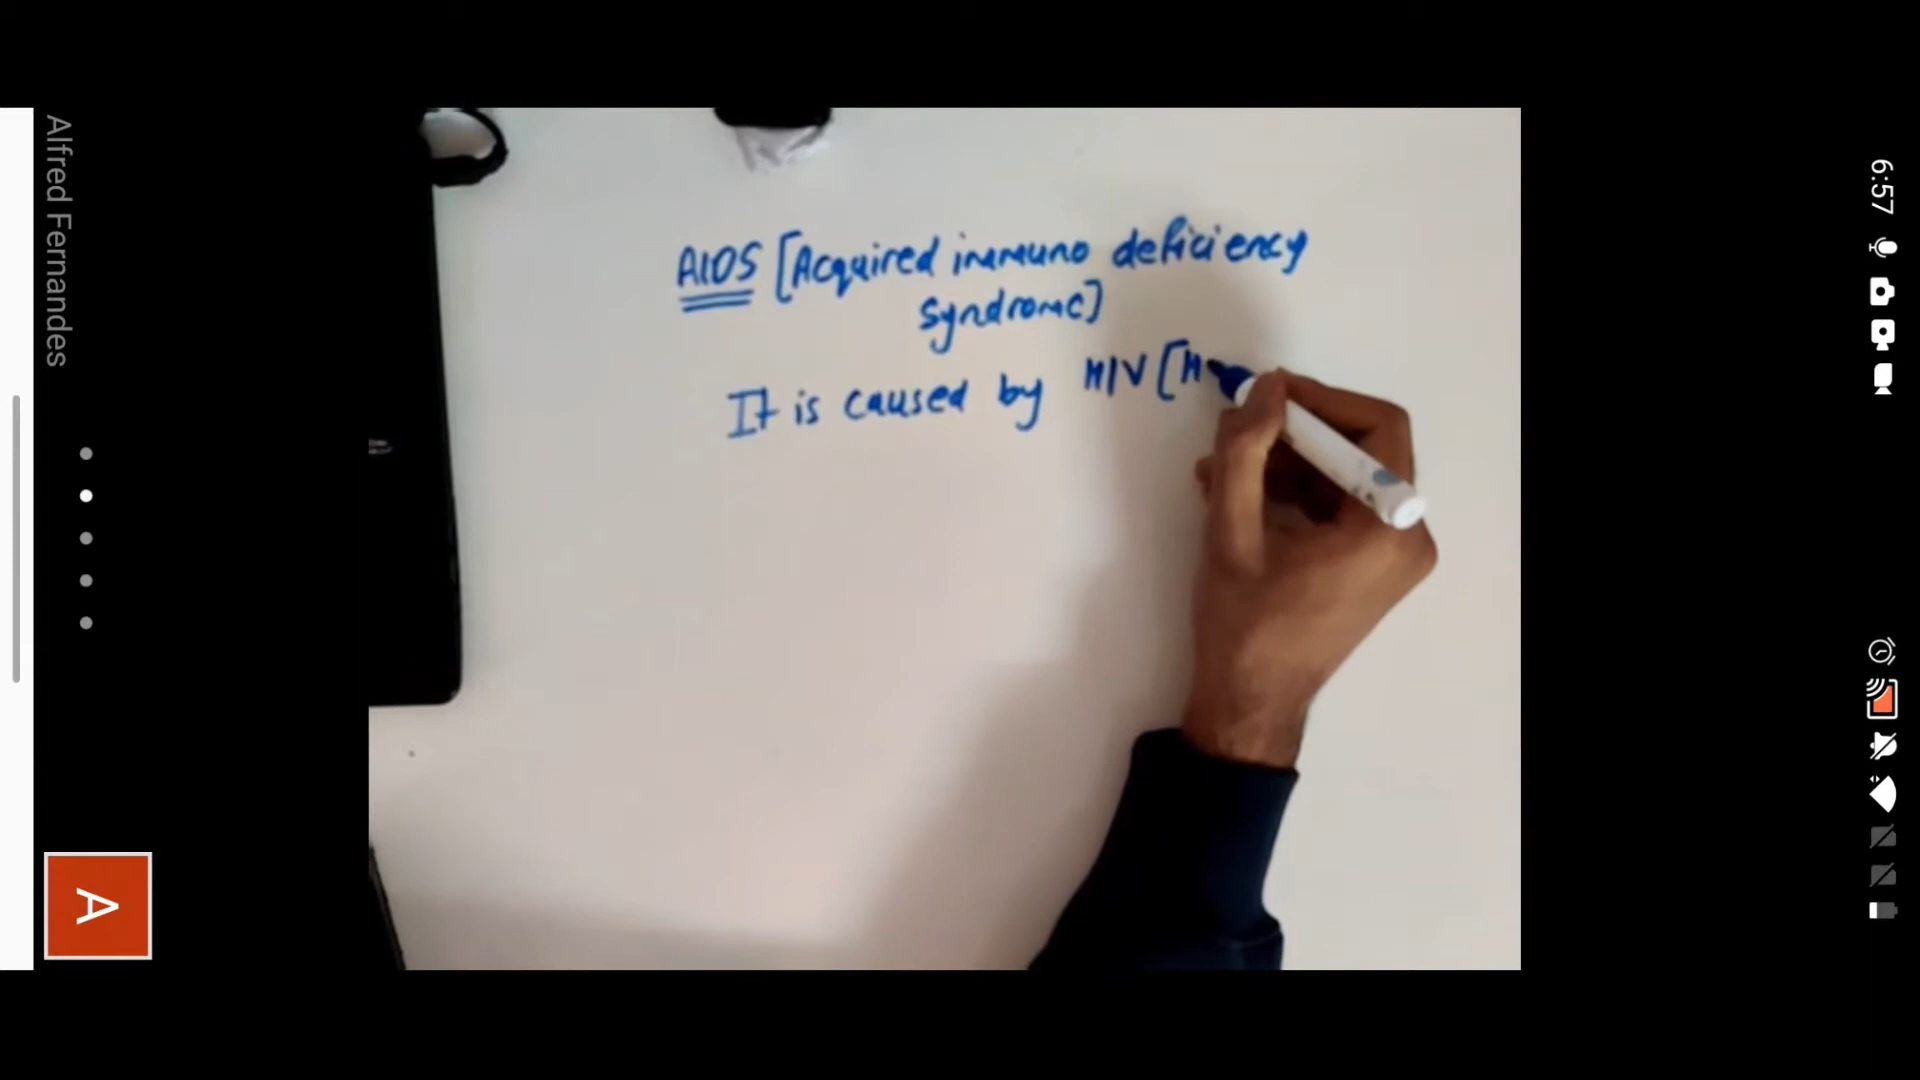 AIDS [Acquired immuno deficiency
Syndrome]
It is caused by HIV [H
Alfred Fernandes
A
6:57